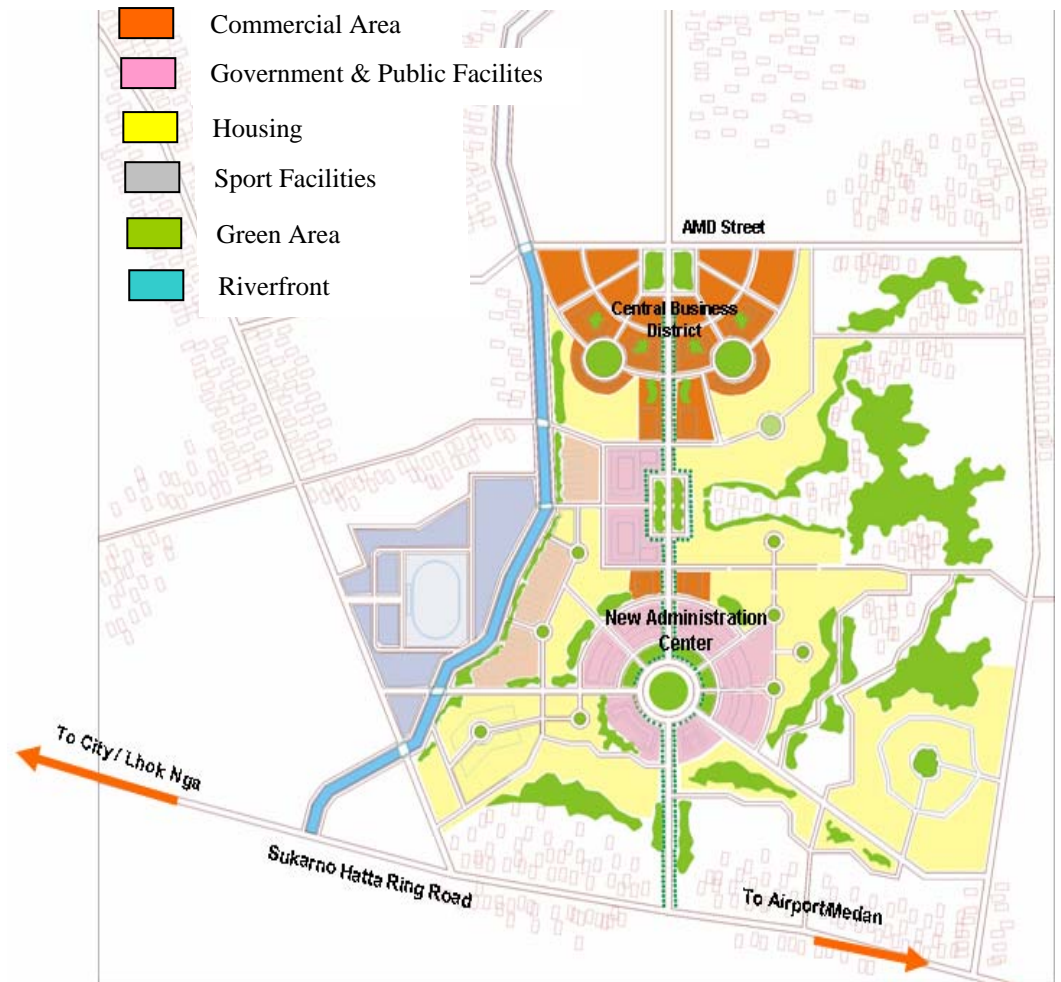 Commercial Area
Government & Public Facilites
Housing
Sport Facilities
Green Area
Riverfront
AMD Street
Central Business
District
New Administration
Center
To City / Lhok Nga
Sukarno Hatta Ring Road
To Airport/Medan